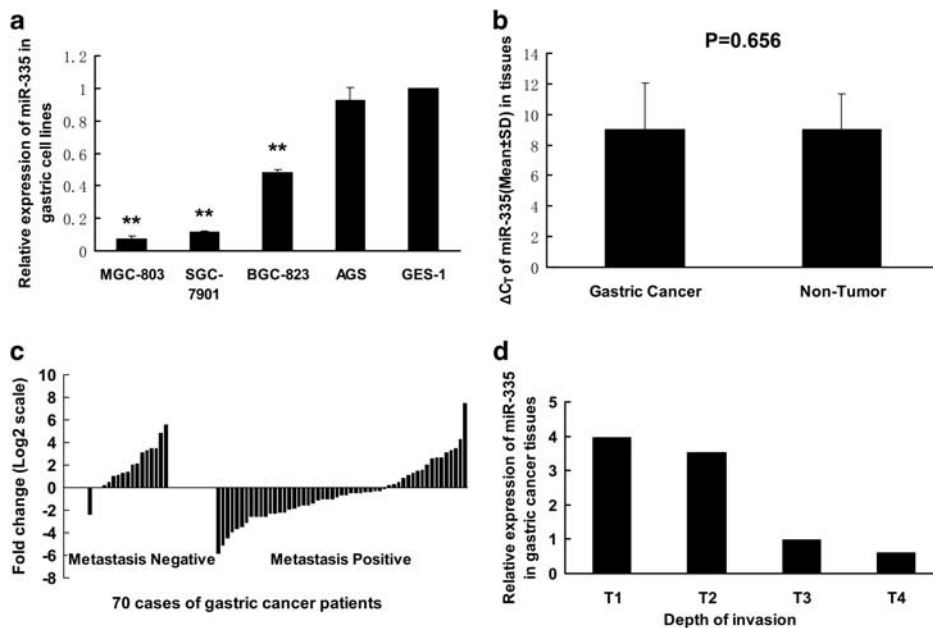 a
Relative expression of miR-335 in
gastric cell lines
1.2
1
0.8
0.6
0.4
0.2
0
**
**
**
MGC-803
SGC-
7901
BGC-823
AGS
GES-1
b
P=0.656
ΔCT of miR-335(Mean±SD) in tissues
14
12
10
8
6
4
2
0
Gastric Cancer
Non-Tumor
c
Fold change (Log2 scale)
10
8
6
4
2
0
-2
-4
-6
-8
Metastasis Negative
Metastasis Positive
70 cases of gastric cancer patients
d
Relative expression of miR-335
in gastric cancer tissues
5
4
3
2
1
0
T1
T2
T3
T4
Depth of invasion